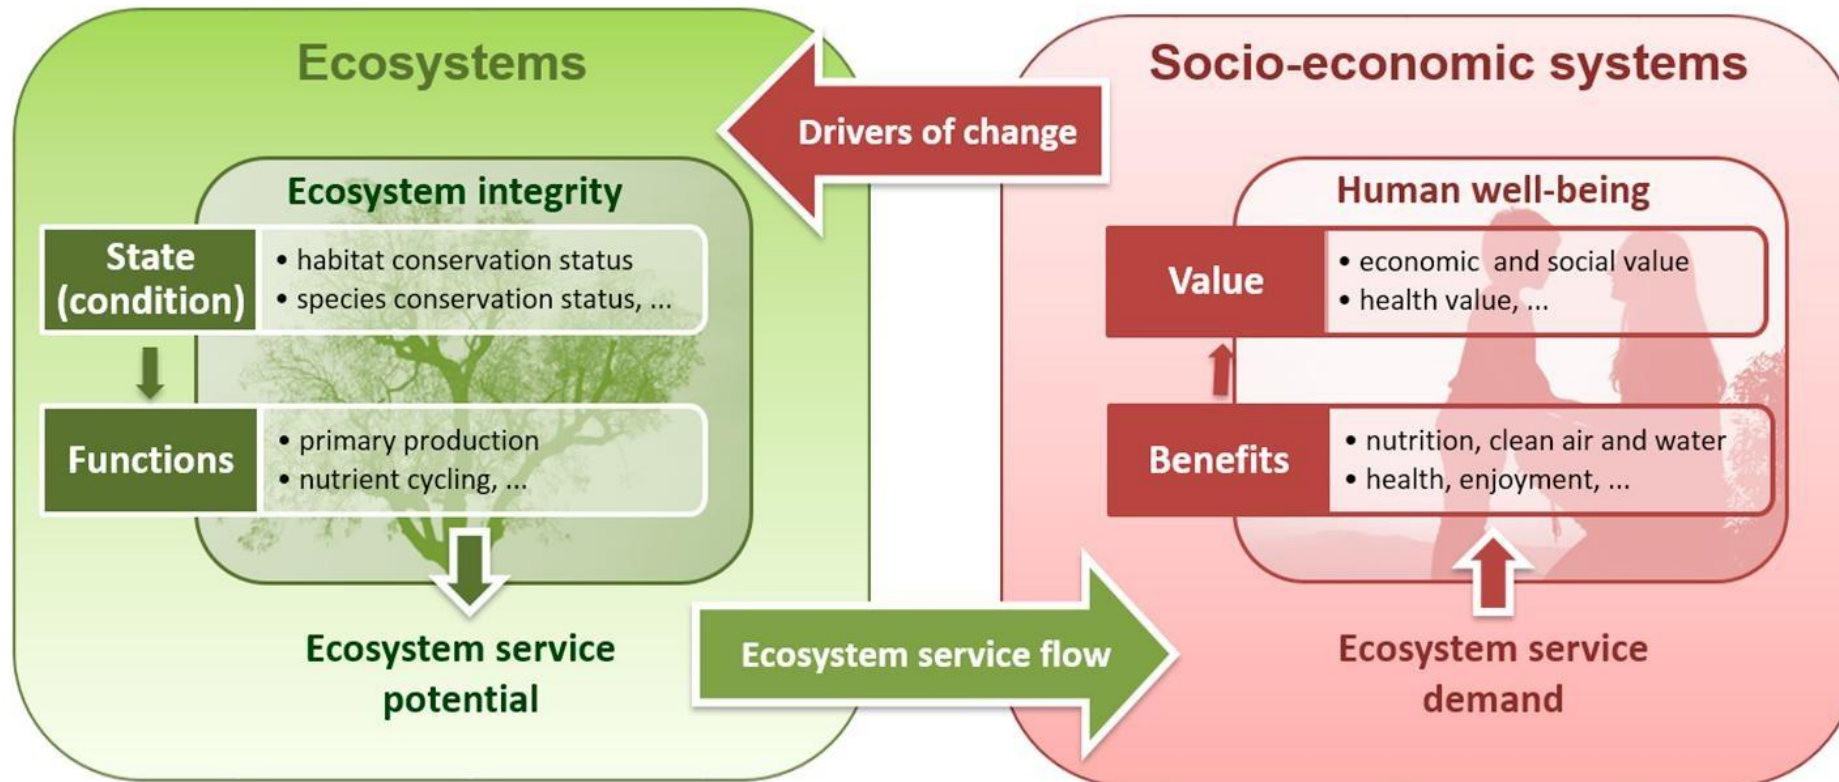 Ecosystems
Ecosystem integrity
State
(condition)
• habitat conservation status
• species conservation status, ...
Functions
• primary production
• nutrient cycling, ...
Ecosystem service
potential
Drivers of change
Ecosystem service flow
Socio-economic systems
Human well-being
Value
• economic and social value
• health value, ...
Benefits
• nutrition, clean air and water
• health, enjoyment, ...
Ecosystem service
demand